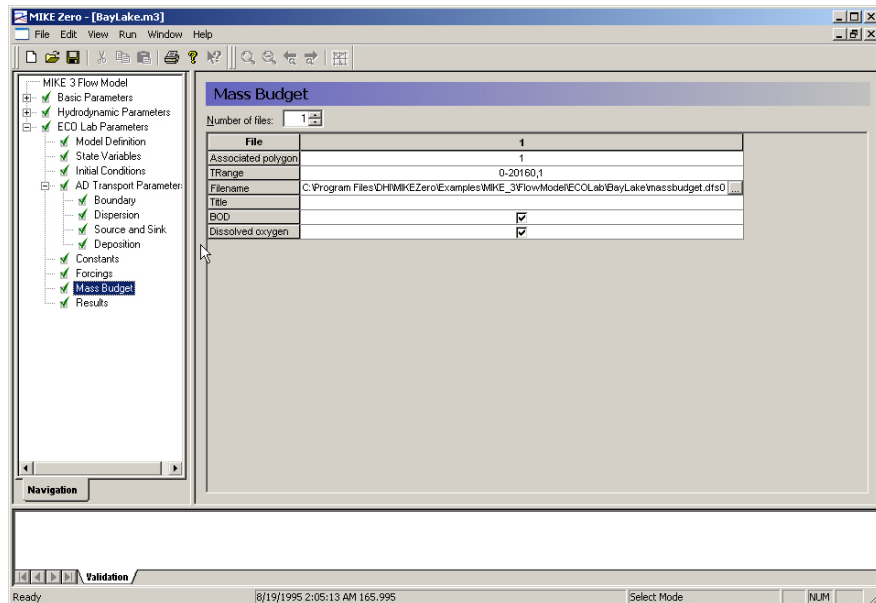 MIKE Zero - [BayLake.m3]
File Edit View Run Window Help
MIKE 3 Flow Model
Basic Parameters
Hydrodynamic Parameters
ECO Lab Parameters
Model Definition
State Variables
Initial Conditions
AD Transport Parameter:
Boundary
Dispersion
Source and Sink
Deposition
Constants
Forcings
Mass Budget
Results
Navigation
Mass Budget
Number of files: 1
File 1
Associated polygon 1
TRange 0-20160,1
Filename C:\Program Files\DHI\MIKEZero\Examples\MIKE_3\FlowModel\ECOLab\BayLake\massbudget.dfs0 ...
Title
BOD
Dissolved oxygen
Validation
Ready 8/19/1995 2:05:13 AM 165.995 Select Mode NUM